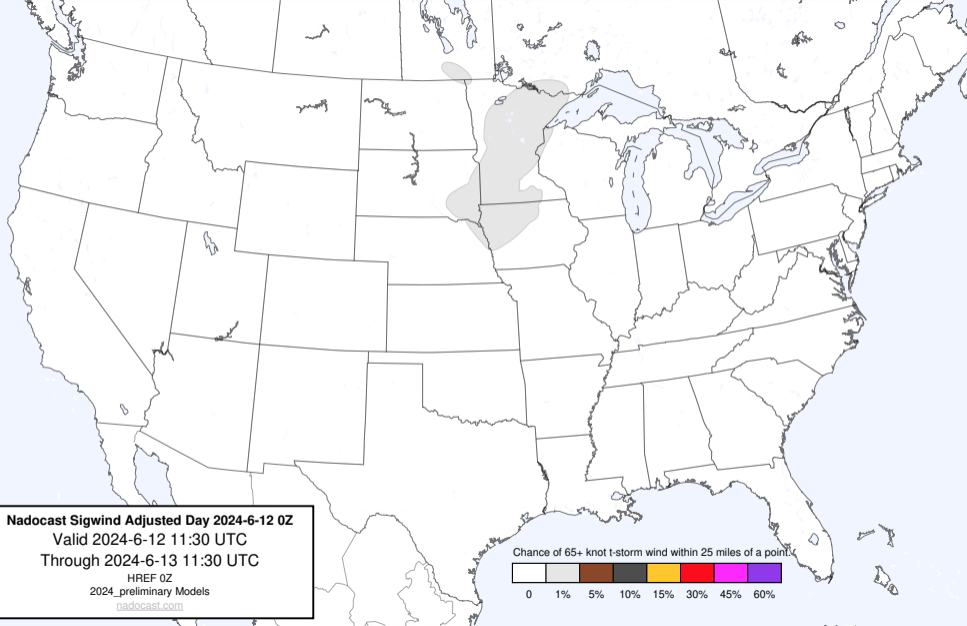 Nadocast Sigwind Adjusted Day 2024-6-12 0Z
Valid 2024-6-12 11:30 UTC
Through 2024-6-13 11:30 UTC
HREF 0Z
2024_preliminary Models
nadocast.com
Chance of 65+ knot t-storm wind within 25 miles of a point.
0 1% 5% 10% 15% 30% 45% 60%